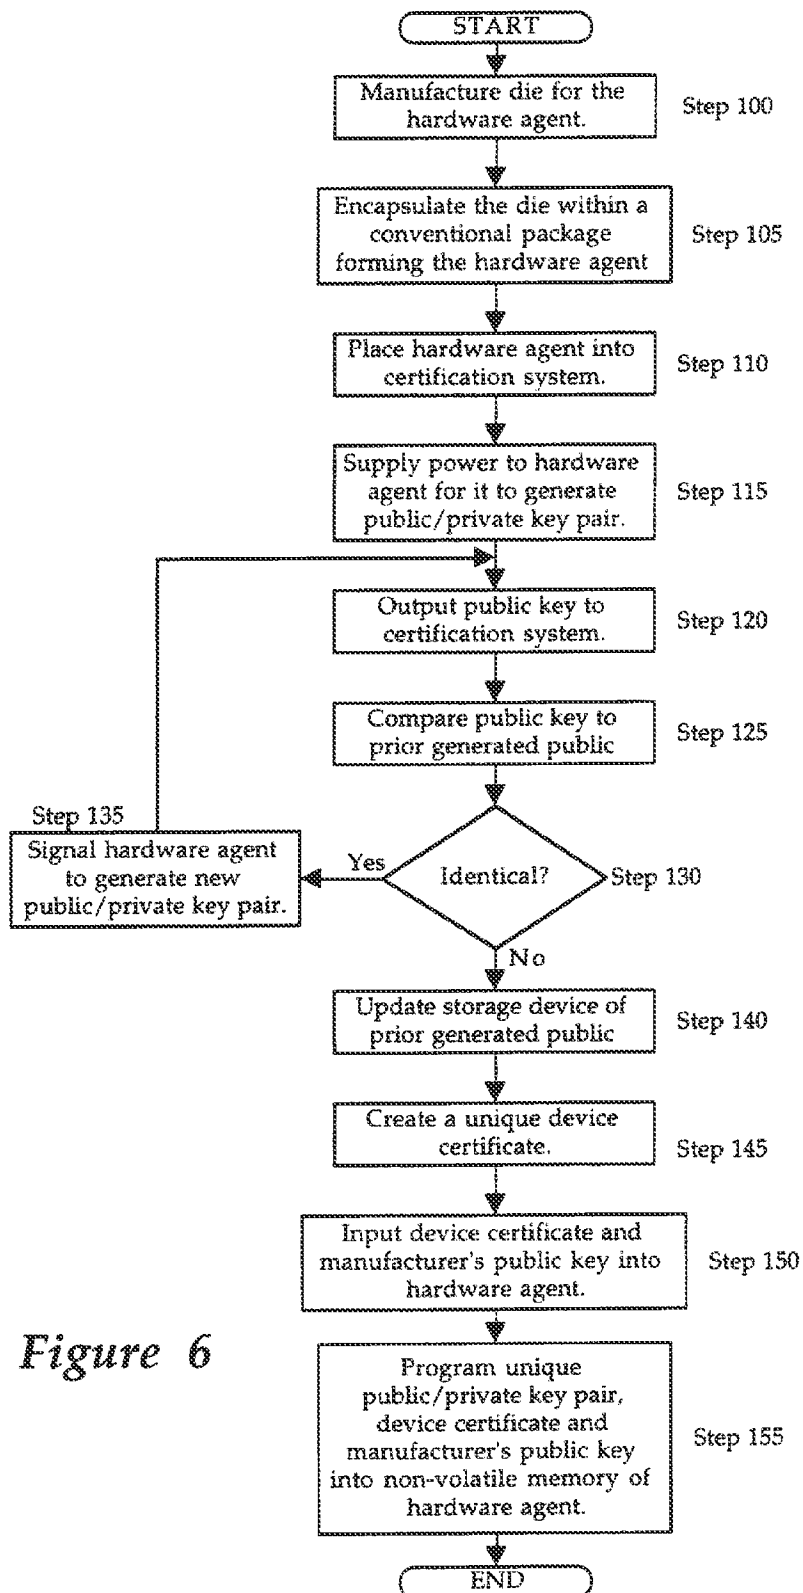 START
Manufacture die for the
hardware agent.
Step 100
Encapsulate the die within a
conventional package
forming the hardware agent
Step 105
Place hardware agent into
certification system.
Step 110
Supply power to hardware
agent for it to generate
public/private key pair.
Step 115
Output public key to
certification system.
Step 120
Compare public key to
prior generated public
Step 125
Step 135
Signal hardware agent
to generate new
public/private key pair.
Yes
Identical?
Step 130
No
Update storage device of
prior generated public
Step 140
Create a unique device
certificate.
Step 145
Input device certificate and
manufacturer's public key into
hardware agent.
Step 150
Figure 6
Program unique
public/private key pair,
device certificate and
manufacturer's public key
into non-volatile memory of
hardware agent.
Step 155
END